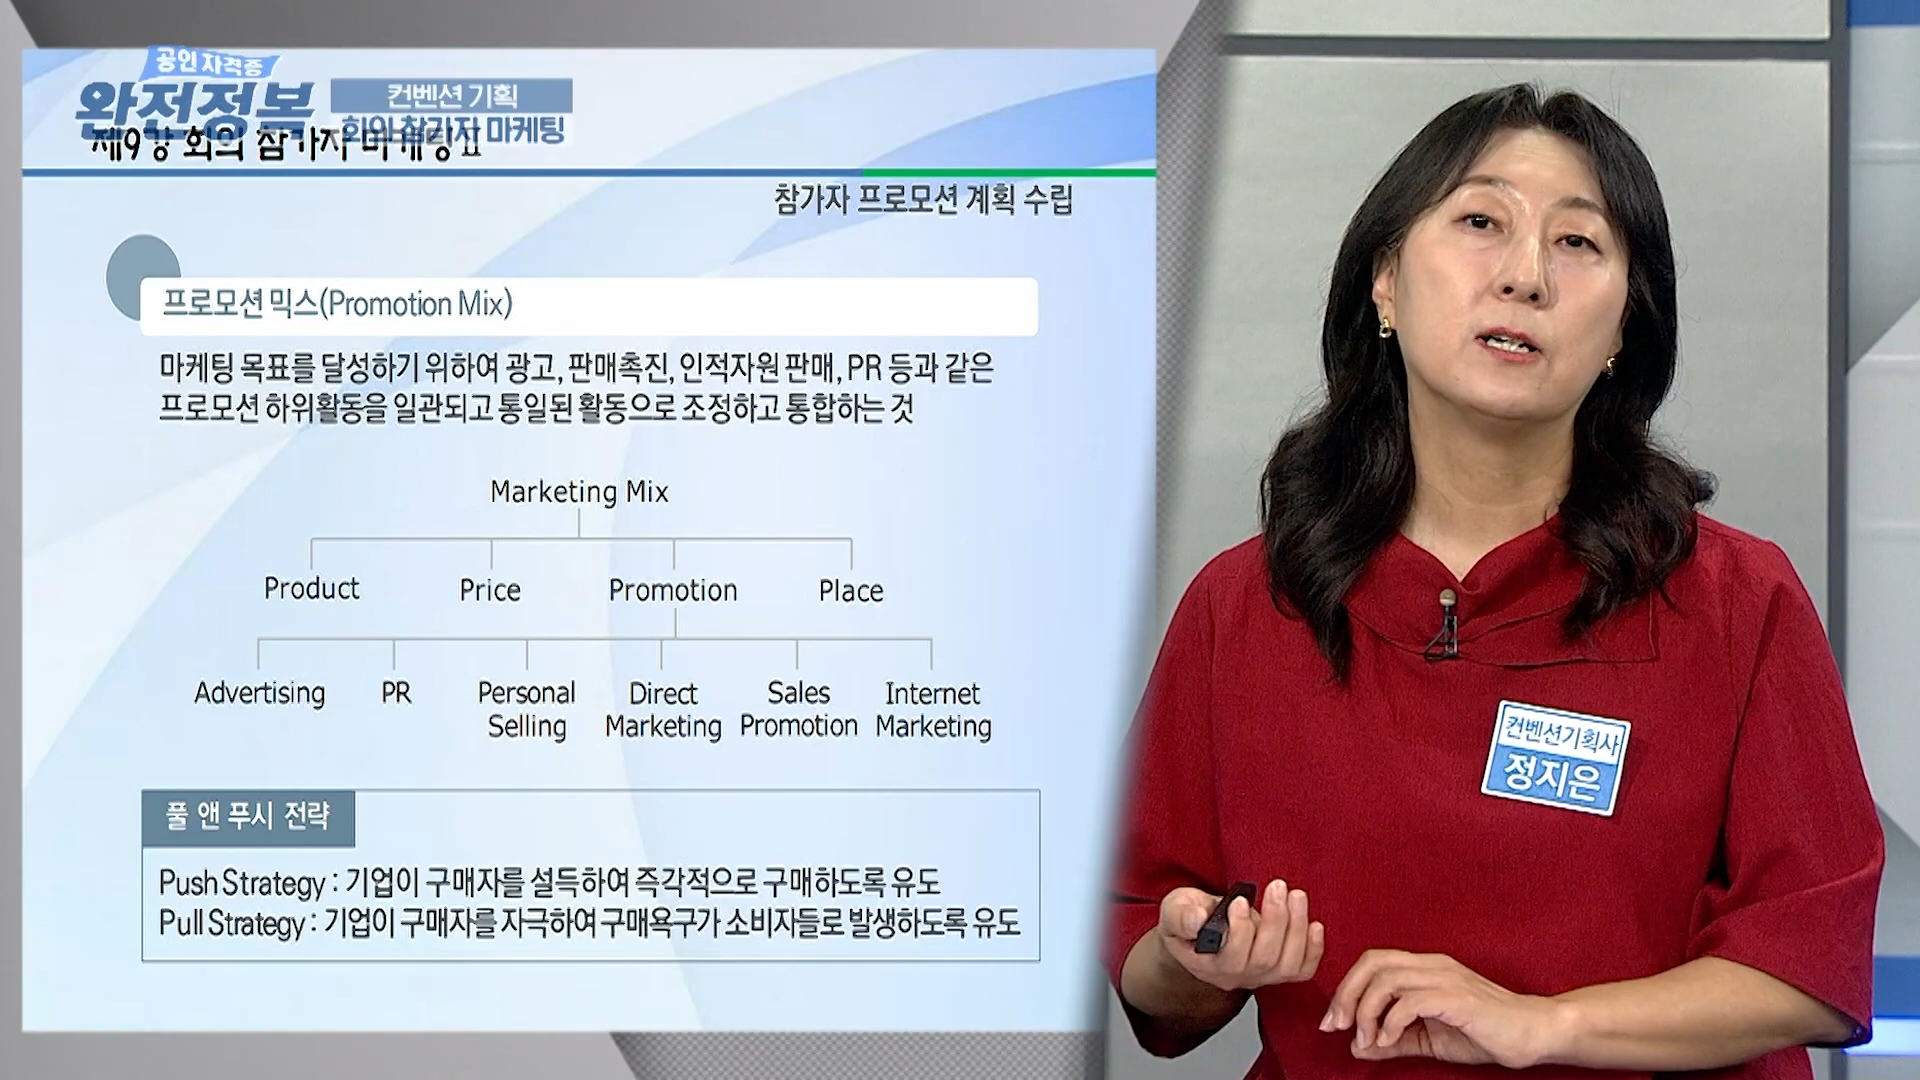 공인 자격증
완전정복
컨벤션 기획
회의 참가자 마케팅
제9강 회의 참가자 마케팅Ⅱ
참가자 프로모션 계획 수립
프로모션 믹스(Promotion Mix)
마케팅 목표를 달성하기 위하여 광고, 판매촉진, 인적자원 판매, PR 등과 같은
프로모션 하위활동을 일관되고 통일된 활동으로 조정하고 통합하는 것
Marketing Mix
Product Price Promotion Place
Advertising PR Personal Selling Direct Marketing Sales Promotion Internet Marketing
풀 앤 푸시 전략
Push Strategy : 기업이 구매자를 설득하여 즉각적으로 구매하도록 유도
Pull Strategy : 기업이 구매자를 자극하여 구매욕구가 소비자들로 발생하도록 유도
컨벤션기획사
정지은